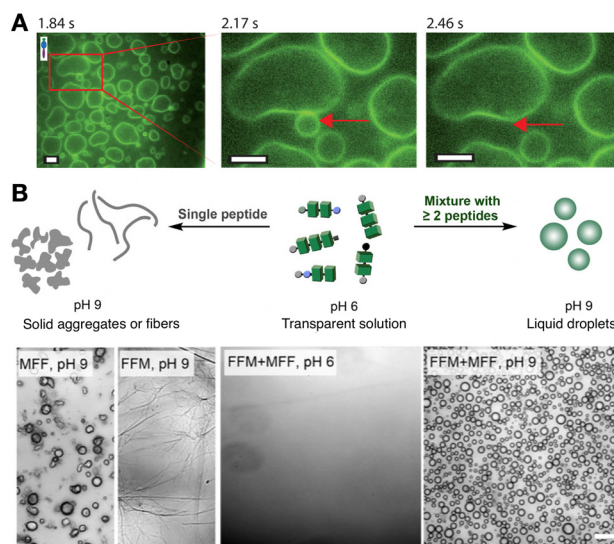 A
1.84 s
2.17 s
2.46 s
B
Single peptide
Mixture with
≥ 2 peptides
pH 9
Solid aggregates or fibers
pH 6
Transparent solution
pH 9
Liquid droplets
MFF, pH 9
FFM, pH 9
FFM+MFF, pH 6
FFM+MFF, pH 9